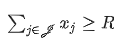 ∑_{j∈𝒥} x_j ≥ R